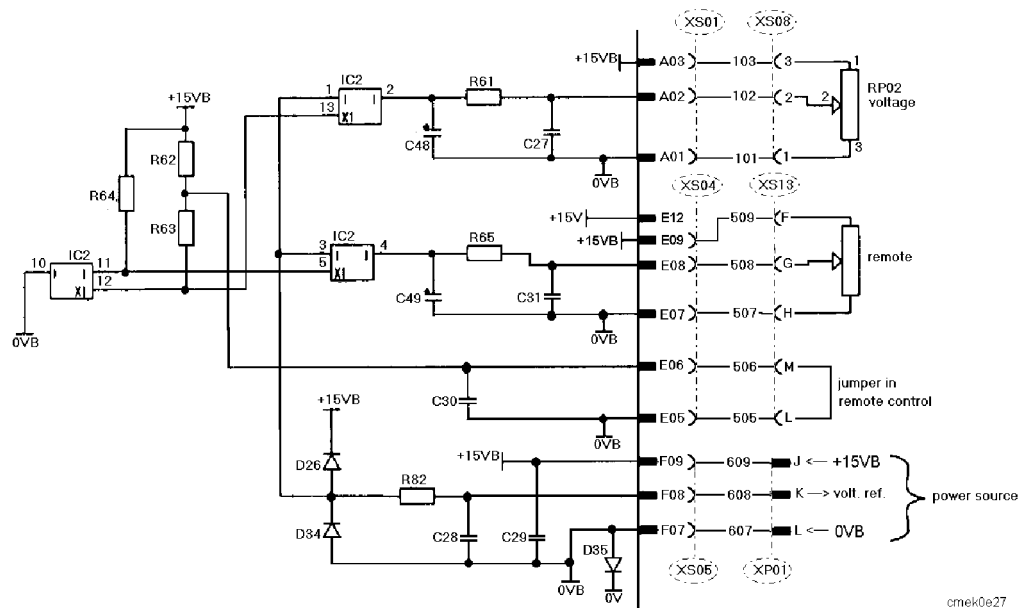 XS01 XS08
+15VB A03 103 3 1
IC2 R61
1 2
13
X1
A02 102 2 2
RP02
voltage
+15VB
C48 C27
A01 101 1 3
0VB
R62
R64
R63
XS04 XS13
+15V E12 509 F
+15VB E09
IC2 R65
3 4
5
X1
E08 508 G
remote
IC2
10 11
12
X1
C49 C31
E07 507 H
0VB
0VB
E06 506 M
C30
jumper in
remote control
E05 505 L
0VB
+15VB
+15VB F09 609 J <— +15VB
D26
R82
F08 608 K —> volt. ref.
power source
D34
C28 C29
F07 607 L <— 0VB
D35
0VB 0V
XS05 XP01
cmek0e27